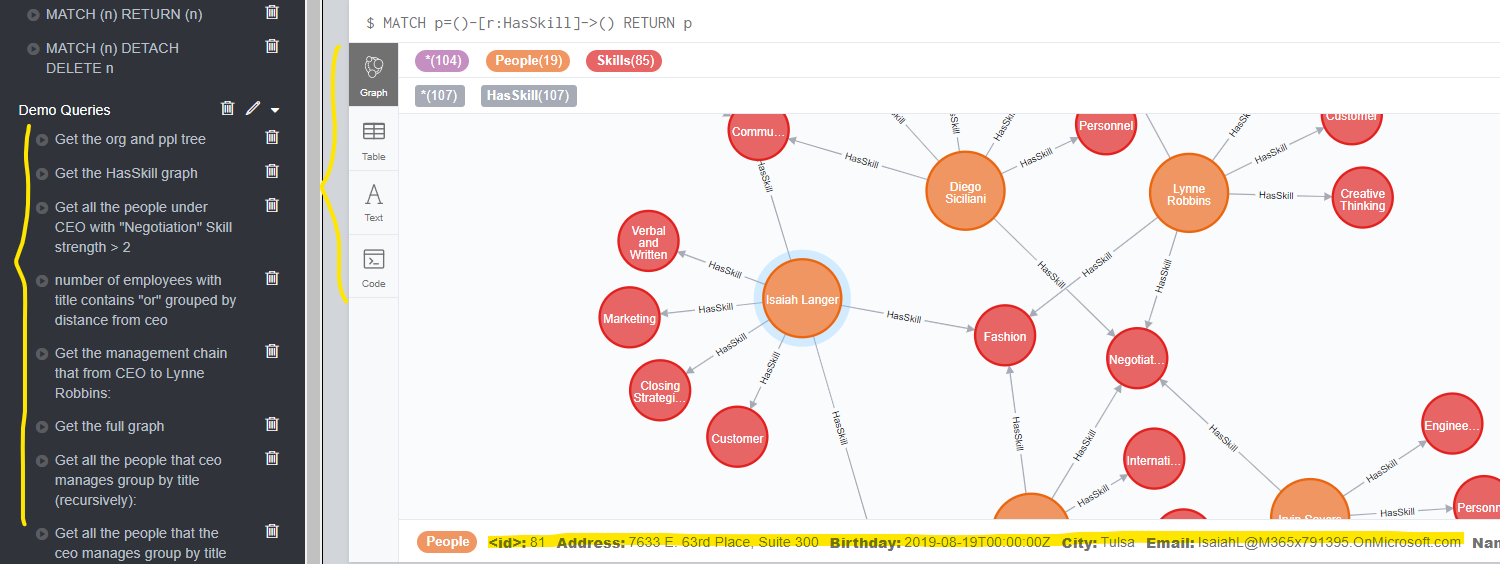 MATCH (n) RETURN (n)
MATCH (n) DETACH
DELETE n
Demo Queries
Get the org and ppl tree
Get the HasSkill graph
Get all the people under
CEO with "Negotiation" Skill
strength > 2
number of employees with
title contains "or" grouped by
distance from ceo
Get the management chain
that from CEO to Lynne
Robbins:
Get the full graph
Get all the people that ceo
manages group by title
(recursively):
Get all the people that the
ceo manages group by title
$ MATCH p=()-[r:HasSkill]->() RETURN p
Graph
Table
Text
Code
*(104) People(19) Skills(85)
*(107) HasSkill(107)
Commu...
Personnel
Customer
HasSkill
HasSkill
HasSkill
HasSkill
HasSkill
HasSkill
HasSkill
Diego
Siciliani
Lynne
Robbins
HasSkill
Creative
Thinking
Verbal
and
Written
HasSkill
HasSkill
HasSkill
HasSkill
Isaiah Langer
Marketing
HasSkill
HasSkill
Fashion
HasSkill
Negotiat...
Closing
Strategi...
HasSkill
Customer
HasSkill
HasSkill
HasSkill
HasSkill
Internati...
HasSkill
HasSkill
Enginee...
HasSkill
HasSkill
People <id>: 81 Address: 7633 E. 63rd Place, Suite 300 Birthday: 2019-08-19T00:00:00Z City: Tulsa Email: IsaiahL@M365x791395.OnMicrosoft.com